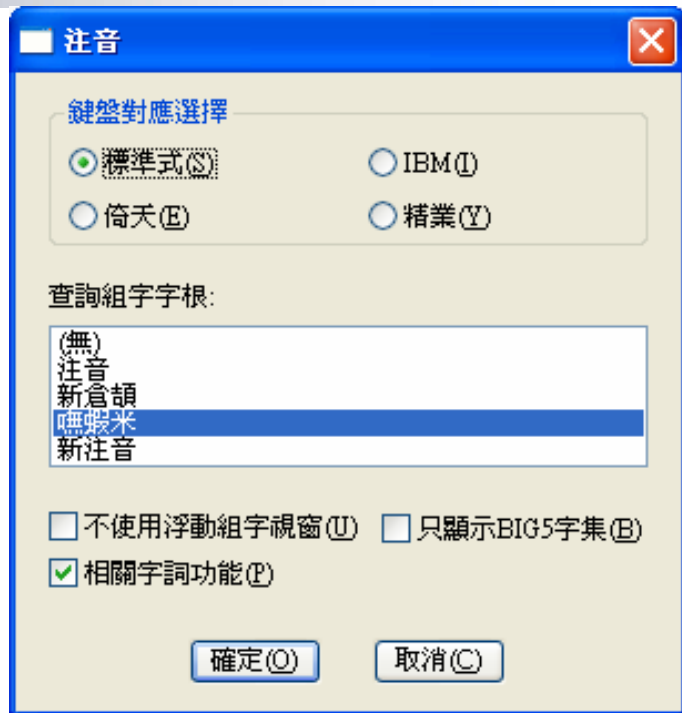 注音
鍵盤對應選擇
標準式(S) IBM(I)
倚天(E) 精業(Y)
查詢組字字根:
(無)
注音
新倉頡
嘸蝦米
新注音
不使用浮動組字視窗(U) 只顯示BIG5字集(B)
相關字詞功能(P)
確定(O) 取消(C)